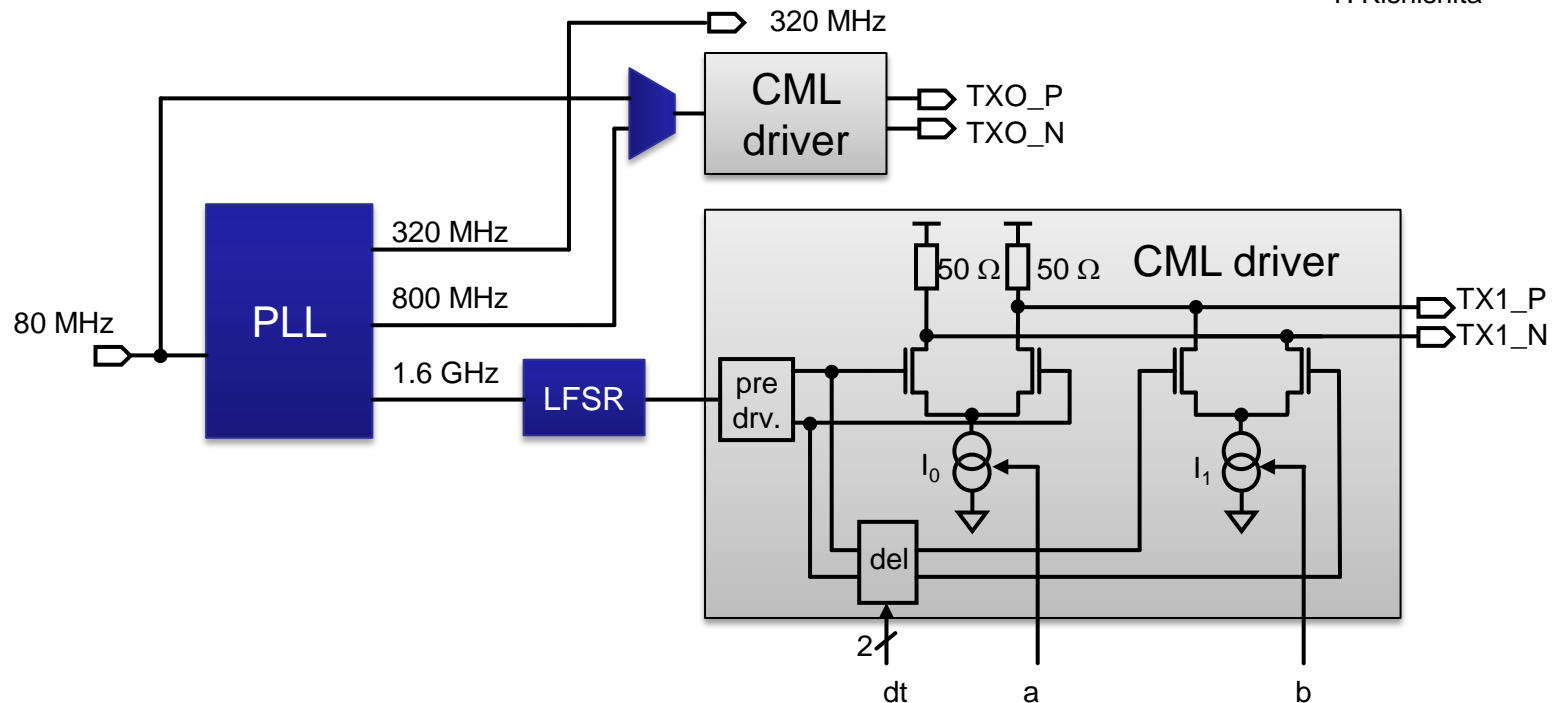 320 MHz
CML
driver
TXO_P
TXO_N
320 MHz
800 MHz
1.6 GHz
80 MHz
PLL
LFSR
50 Ω
50 Ω
CML driver
TX1_P
TX1_N
pre
drv.
I0
I1
del
2
dt
a
b